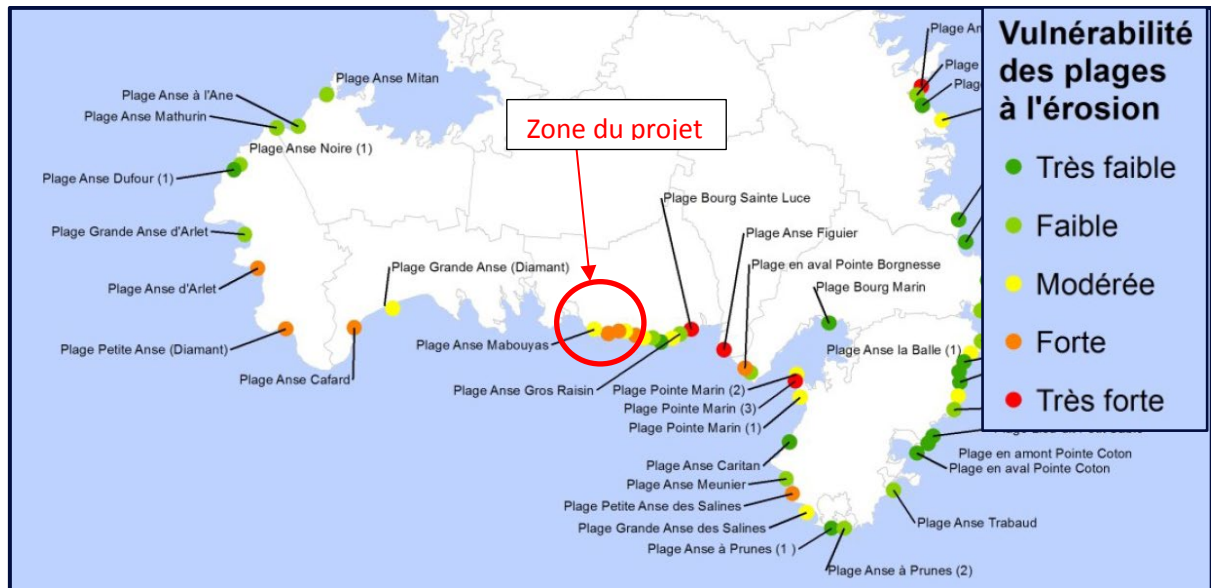 Plage An
Plage
Plage
Vulnérabilité
des plages
à l'érosion
Très faible
Faible
Modérée
Forte
Très forte
Plage Anse Mitan
Plage Anse à l'Ane
Plage Anse Mathurin
Zone du projet
Plage Anse Noire (1)
Plage Anse Dufour (1)
Plage Bourg Sainte Luce
Plage Grande Anse d'Arlet
Plage Anse Figuier
Plage Grande Anse (Diamant)
Plage en aval Pointe Borgnesse
Plage Anse d'Arlet
Plage Bourg Marin
Plage Petite Anse (Diamant)
Plage Anse Mabouyas
Plage Anse la Balle (1)
Plage Anse Cafard
Plage Anse Gros Raisin
Plage Pointe Marin (2)
Plage Pointe Marin (3)
Plage Pointe Marin (1)
Plage en amont Pointe Coton
Plage Anse Caritan
Plage en aval Pointe Coton
Plage Anse Meunier
Plage Petite Anse des Salines
Plage Grande Anse des Salines
Plage Anse Trabaud
Plage Anse à Prunes (1 )
Plage Anse à Prunes (2)